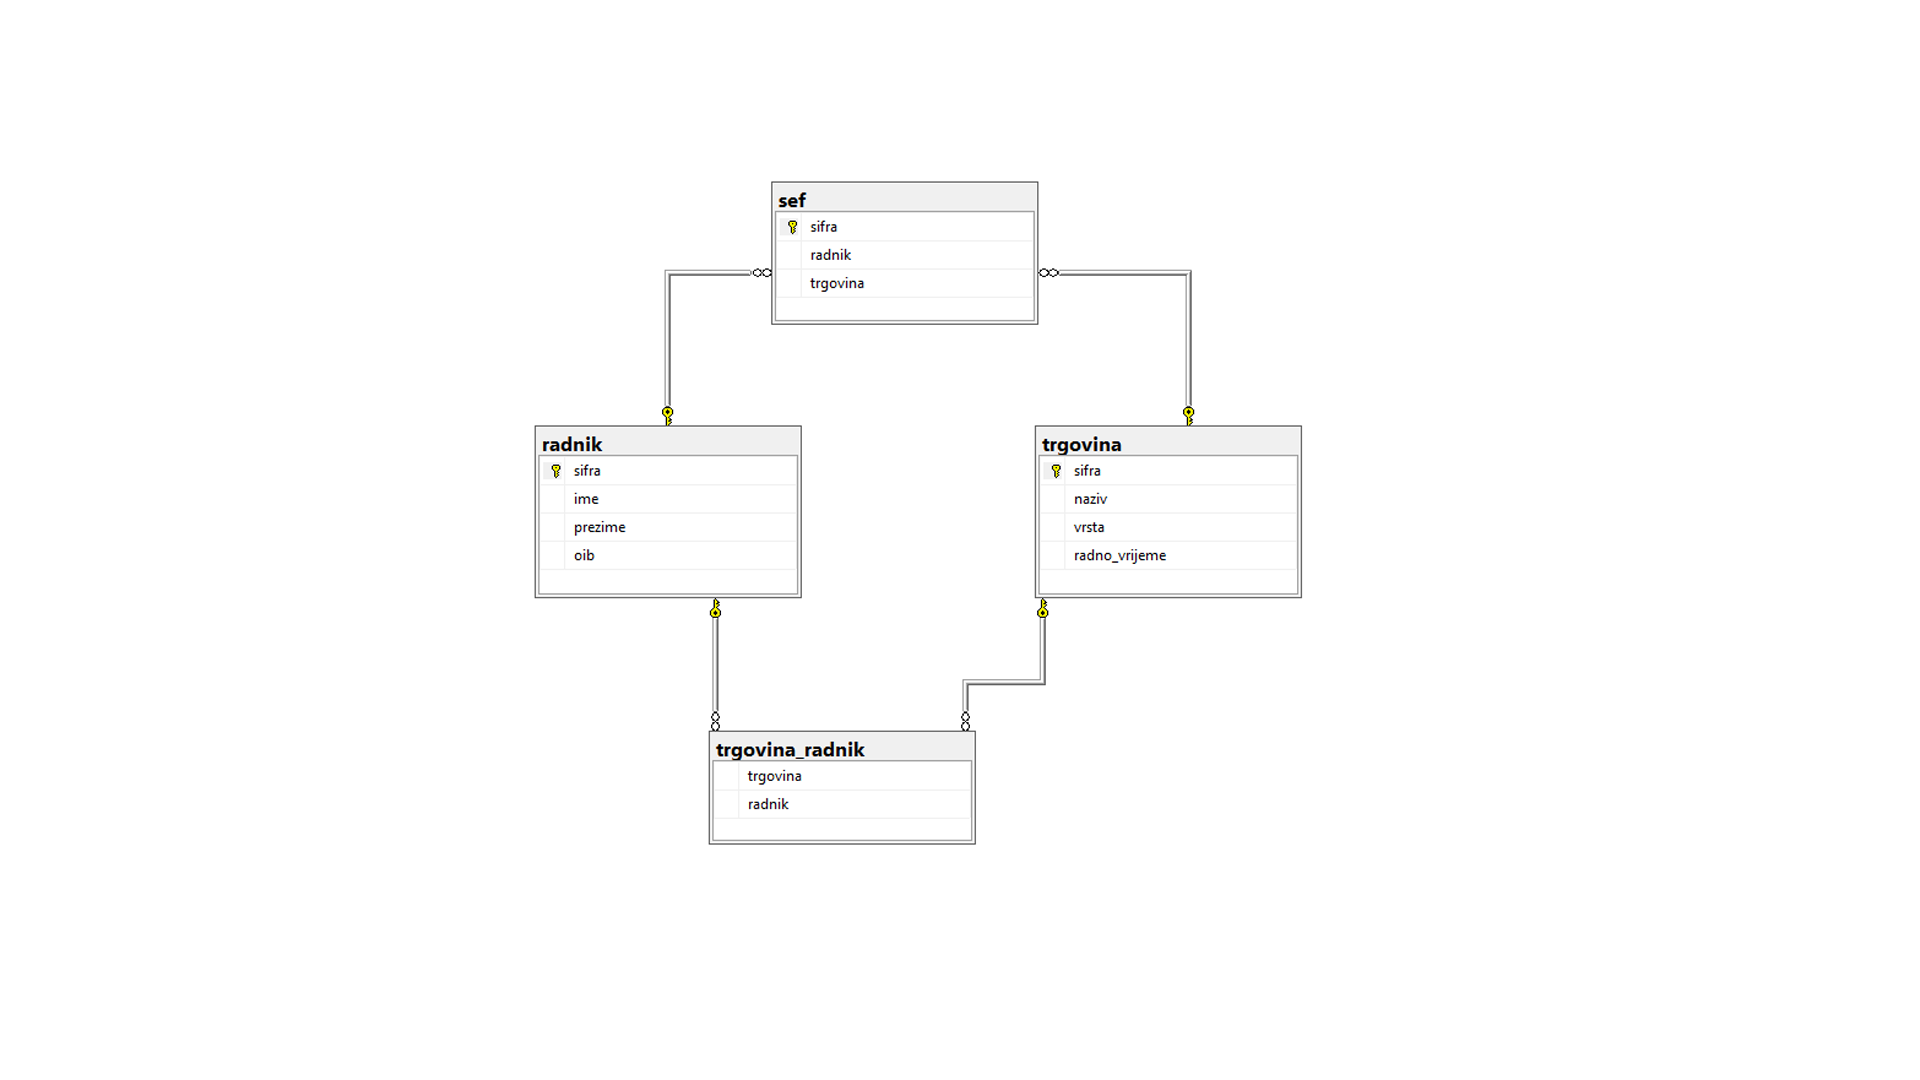 sef
sifra
radnik
trgovina
radnik
sifra
ime
prezime
oib
trgovina
sifra
naziv
vrsta
radno_vrijeme
trgovina_radnik
trgovina
radnik